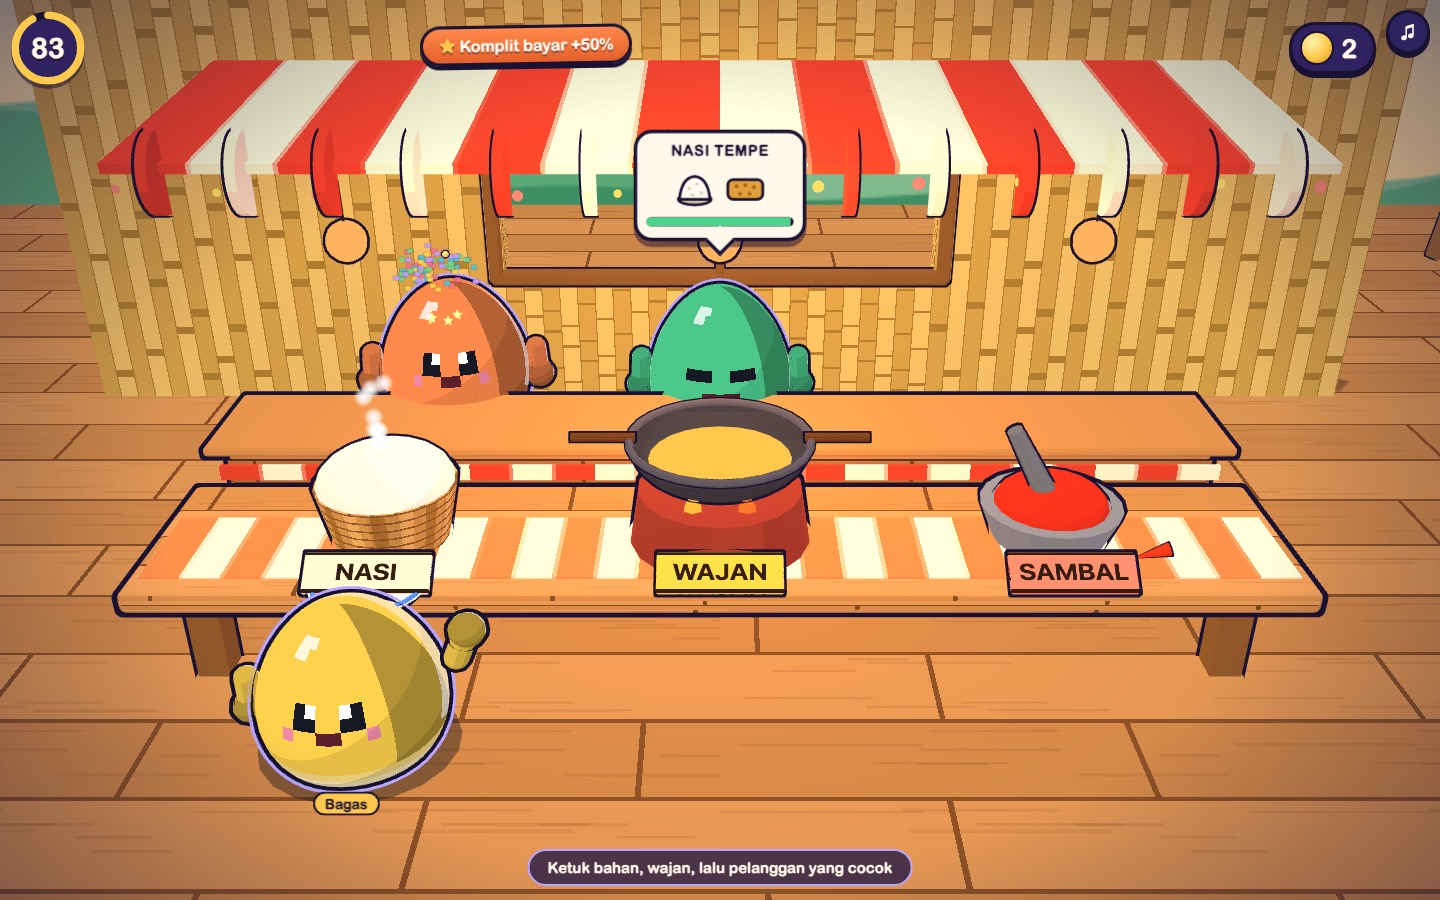 83
Komplit bayar +50%
2
NASI TEMPE
NASI
WAJAN
SAMBAL
Bagas
Ketuk bahan, wajan, lalu pelanggan yang cocok